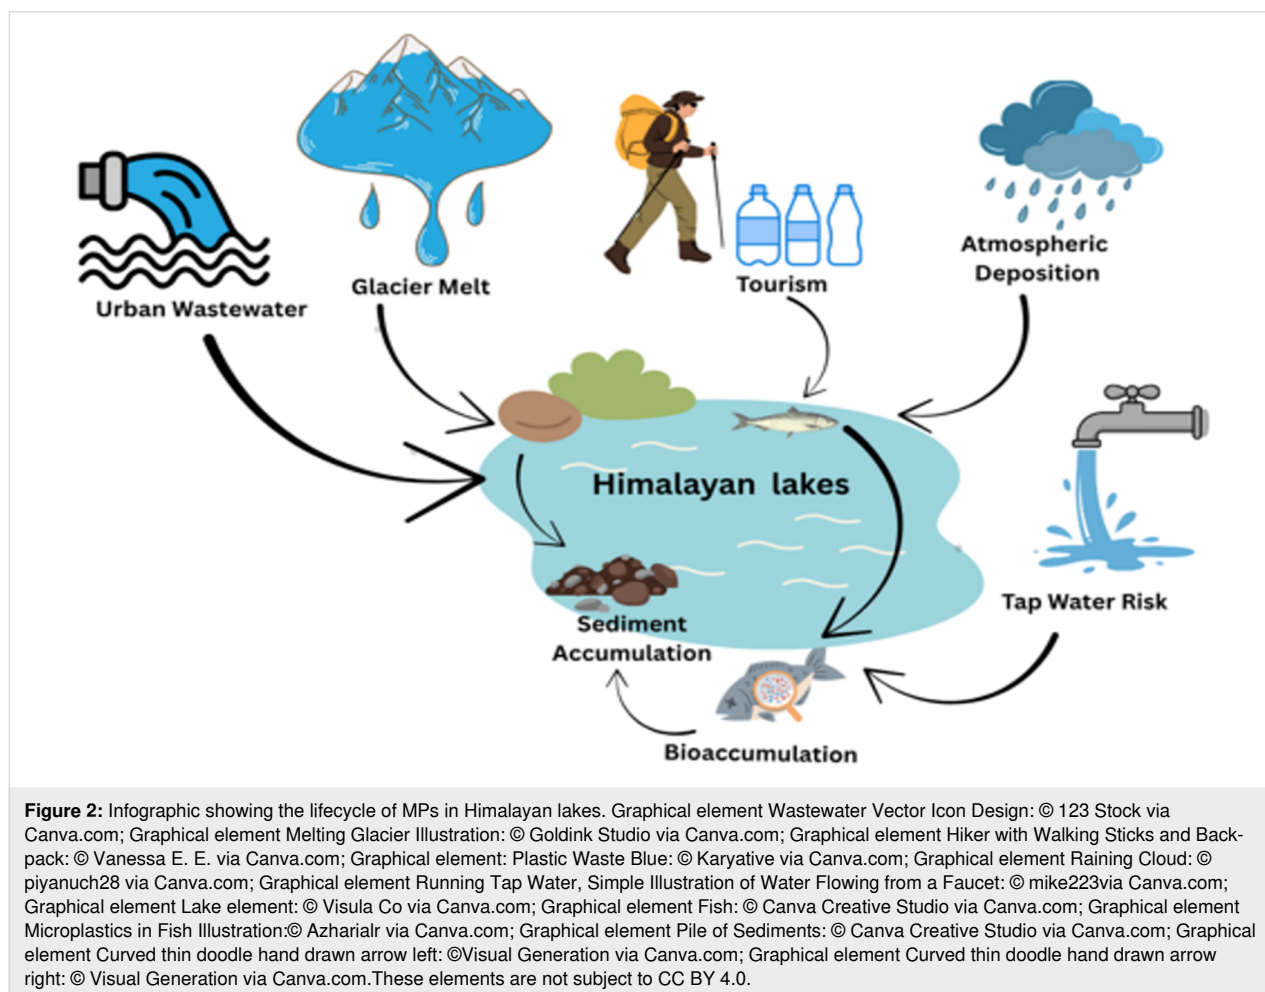 Glacier Melt
Urban Wastewater
Tourism
Atmospheric
Deposition
Himalayan lakes
Tap Water Risk
Sediment
Accumulation
Bioaccumulation
Figure 2: Infographic showing the lifecycle of MPs in Himalayan lakes. Graphical element Wastewater Vector Icon Design: © 123 Stock via
Canva.com; Graphical element Melting Glacier Illustration: © Goldink Studio via Canva.com; Graphical element Hiker with Walking Sticks and Back-
pack: © Vanessa E. E. via Canva.com; Graphical element: Plastic Waste Blue: © Karyative via Canva.com; Graphical element Raining Cloud: ©
piyanuch28 via Canva.com; Graphical element Running Tap Water, Simple Illustration of Water Flowing from a Faucet: © mike223via Canva.com;
Graphical element Lake element: © Visula Co via Canva.com; Graphical element Fish: © Canva Creative Studio via Canva.com; Graphical element
Microplastics in Fish Illustration:© Azharialr via Canva.com; Graphical element Pile of Sediments: © Canva Creative Studio via Canva.com; Graphical
element Curved thin doodle hand drawn arrow left: ©Visual Generation via Canva.com; Graphical element Curved thin doodle hand drawn arrow
right: © Visual Generation via Canva.com.These elements are not subject to CC BY 4.0.